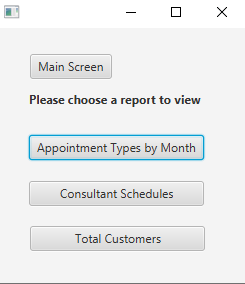 Main Screen
Please choose a report to view
Appointment Types by Month
Consultant Schedules
Total Customers